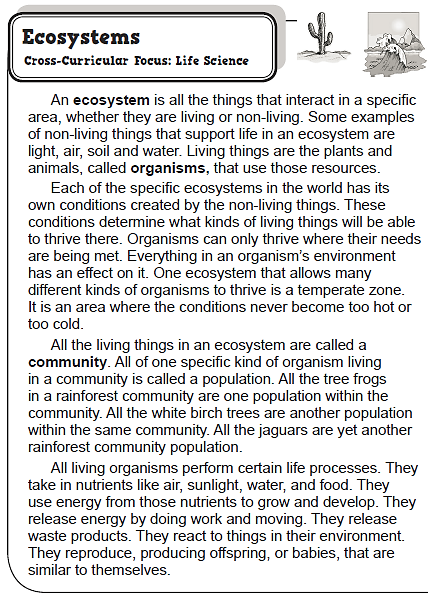 Ecosystems
Cross-Curricular Focus: Life Science
An ecosystem is all the things that interact in a specific
area, whether they are living or non-living. Some examples
of non-living things that support life in an ecosystem are
light, air, soil and water. Living things are the plants and
animals, called organisms, that use those resources.
Each of the specific ecosystems in the world has its
own conditions created by the non-living things. These
conditions determine what kinds of living things will be able
to thrive there. Organisms can only thrive where their needs
are being met. Everything in an organism's environment
has an effect on it. One ecosystem that allows many
different kinds of organisms to thrive is a temperate zone.
It is an area where the conditions never become too hot or
too cold.
All the living things in an ecosystem are called a
community. All of one specific kind of organism living
in a community is called a population. All the tree frogs
in a rainforest community are one population within the
community. All the white birch trees are another population
within the same community. All the jaguars are yet another
rainforest community population.
All living organisms perform certain life processes. They
take in nutrients like air, sunlight, water, and food. They
use energy from those nutrients to grow and develop. They
release energy by doing work and moving. They release
waste products. They react to things in their environment.
They reproduce, producing offspring, or babies, that are
similar to themselves.